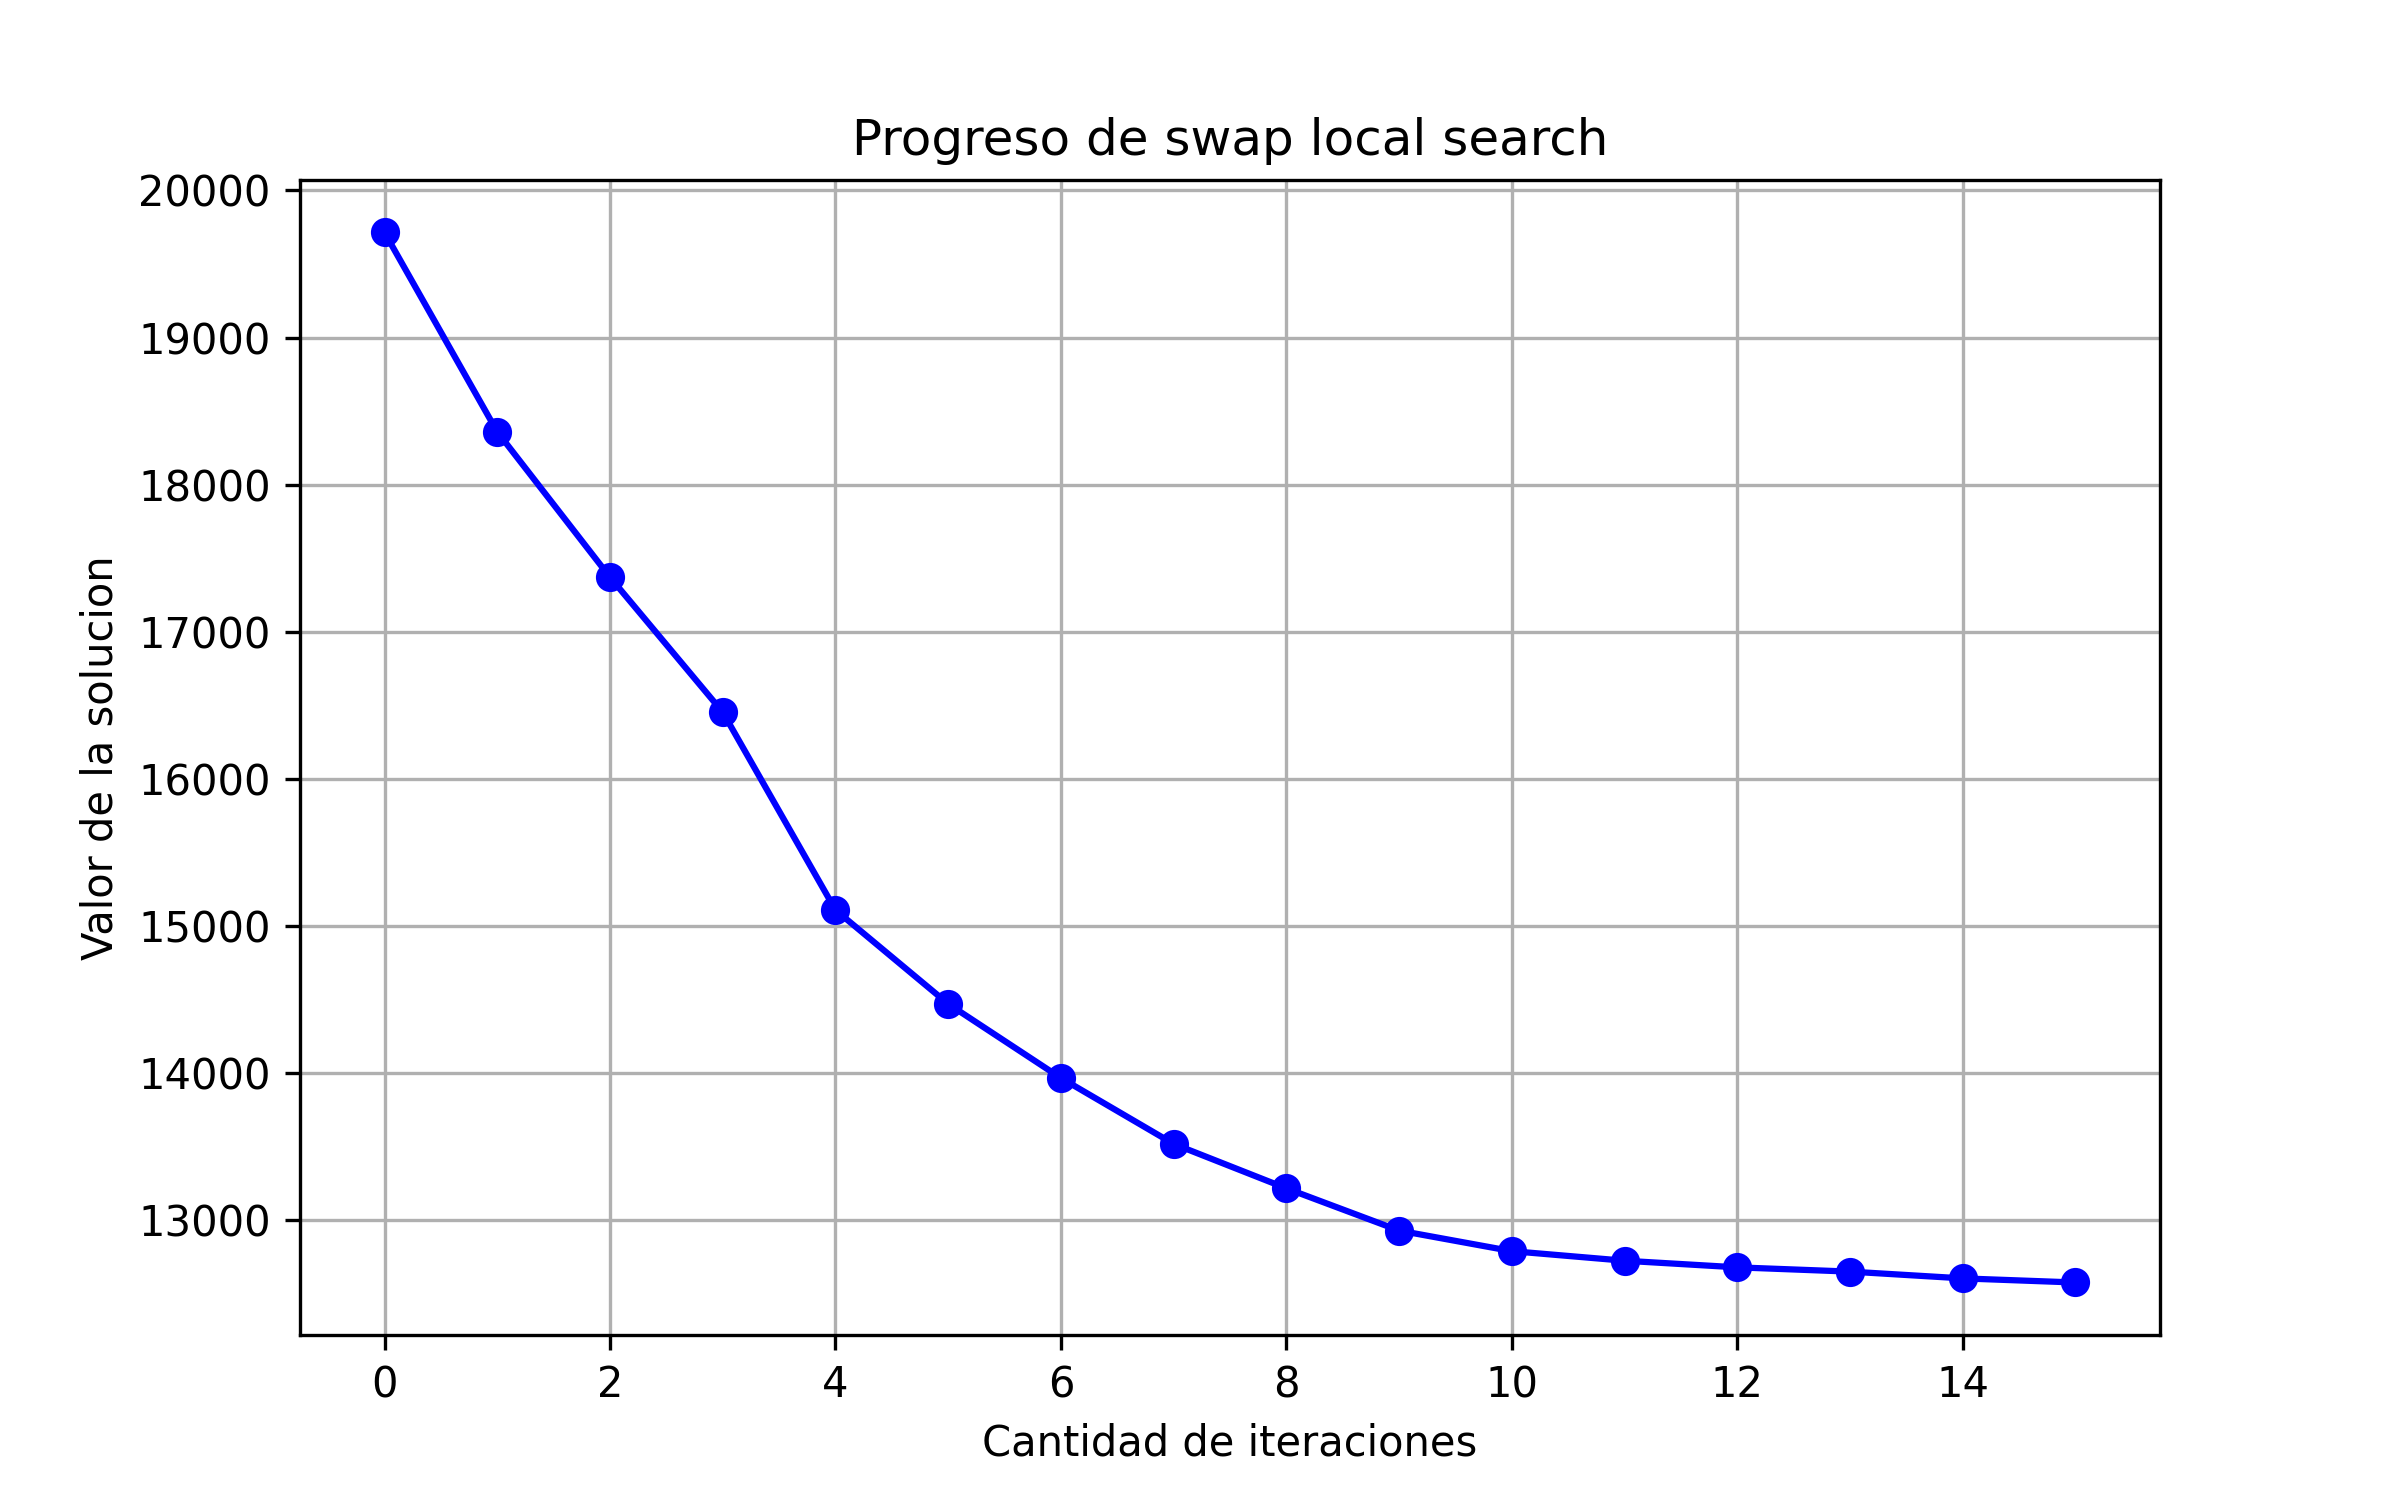 Progreso de swap local search
20000
19000
18000
17000
16000
15000
14000
13000
Valor de la solucion
0 2 4 6 8 10 12 14
Cantidad de iteraciones